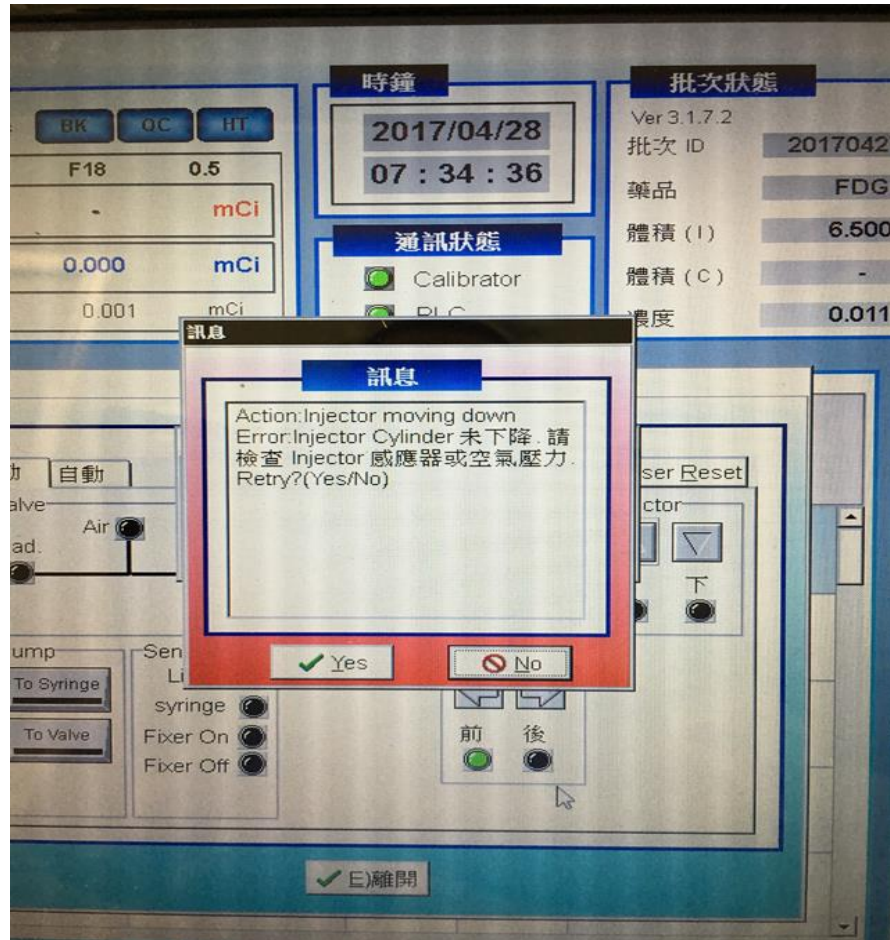 時鐘
2017/04/28
07 : 34 : 36
批次狀態
Ver 3.1.7.2
批次 ID 2017042
藥品 FDG
體積 (I) 6.500
體積 (C) -
濃度 0.011
BK QC HT
F18 0.5
- mCi
0.000 mCi
0.001 mCi
通訊狀態
Calibrator
PLC
訊息
訊息
Action:Injector moving down
Error:Injector Cylinder 未下降.請
檢查 Injector 感應器或空氣壓力.
Retry?(Yes/No)
Yes
No
自動
Air
ad.
ser Reset
ctor
下
ump
To Syringe
To Valve
Sen
Li
syringe
Fixer On
Fixer Off
前 後
E)離開